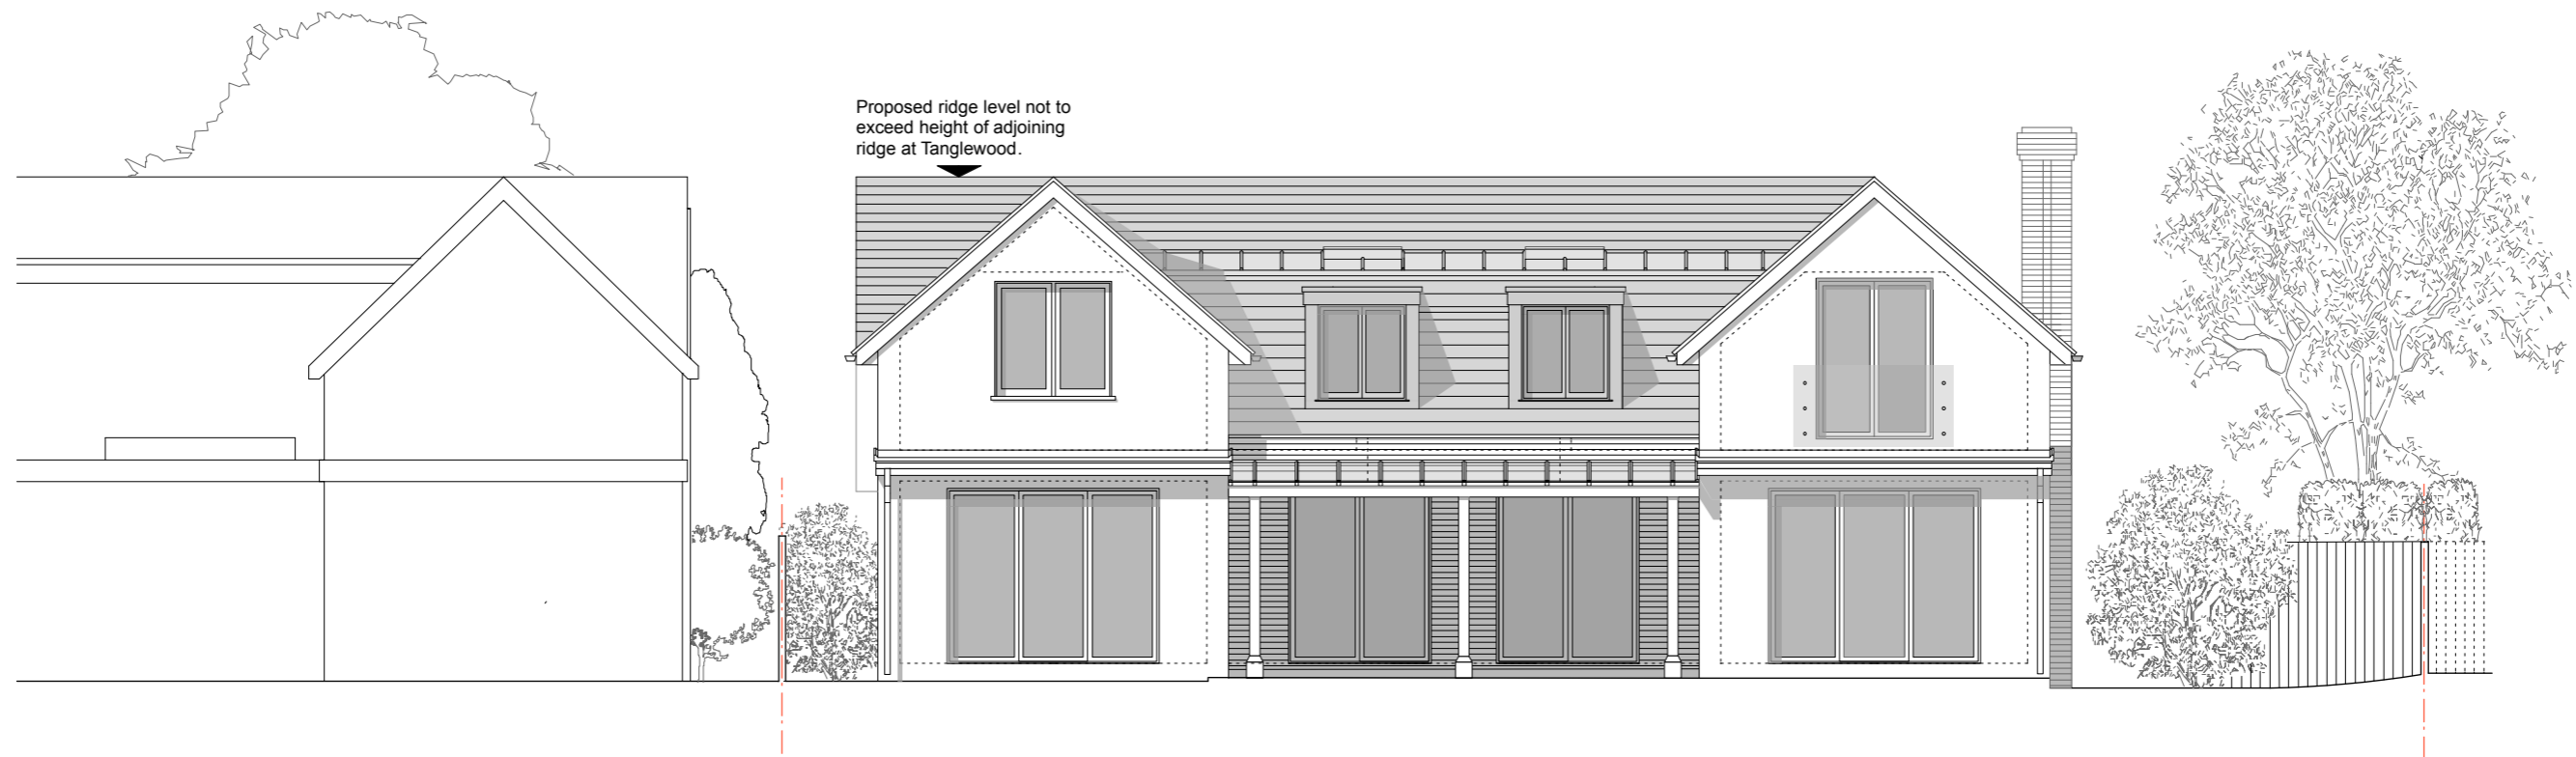 Proposed ridge level not to
exceed height of adjoining
ridge at Tanglewood.